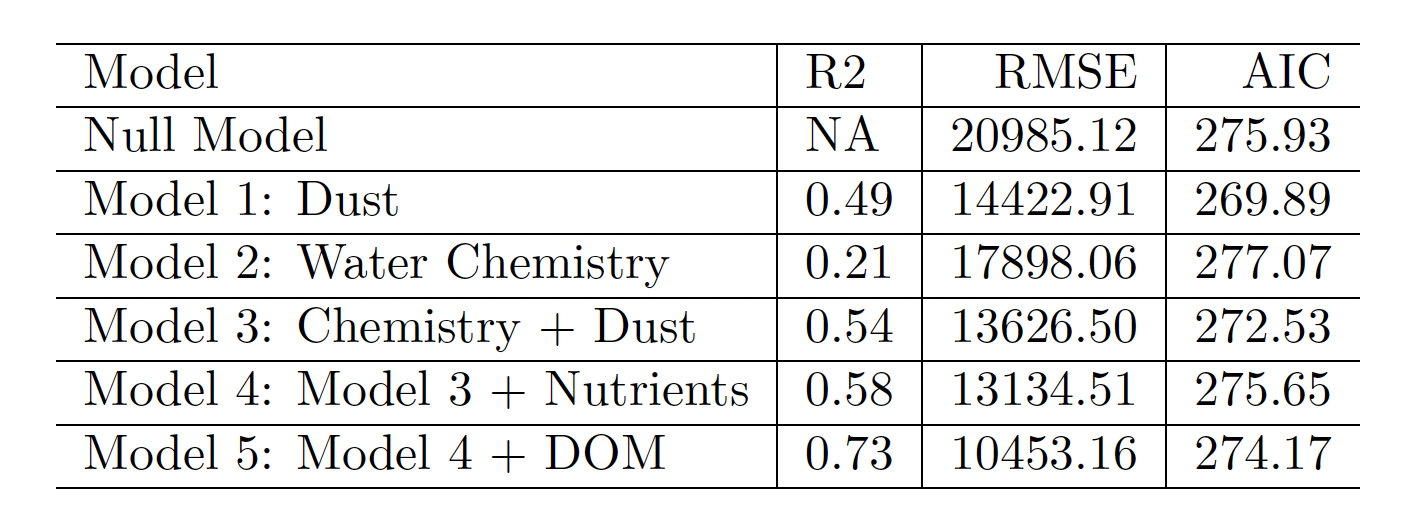 Model R2 RMSE AIC
Null Model NA 20985.12 275.93
Model 1: Dust 0.49 14422.91 269.89
Model 2: Water Chemistry 0.21 17898.06 277.07
Model 3: Chemistry + Dust 0.54 13626.50 272.53
Model 4: Model 3 + Nutrients 0.58 13134.51 275.65
Model 5: Model 4 + DOM 0.73 10453.16 274.17